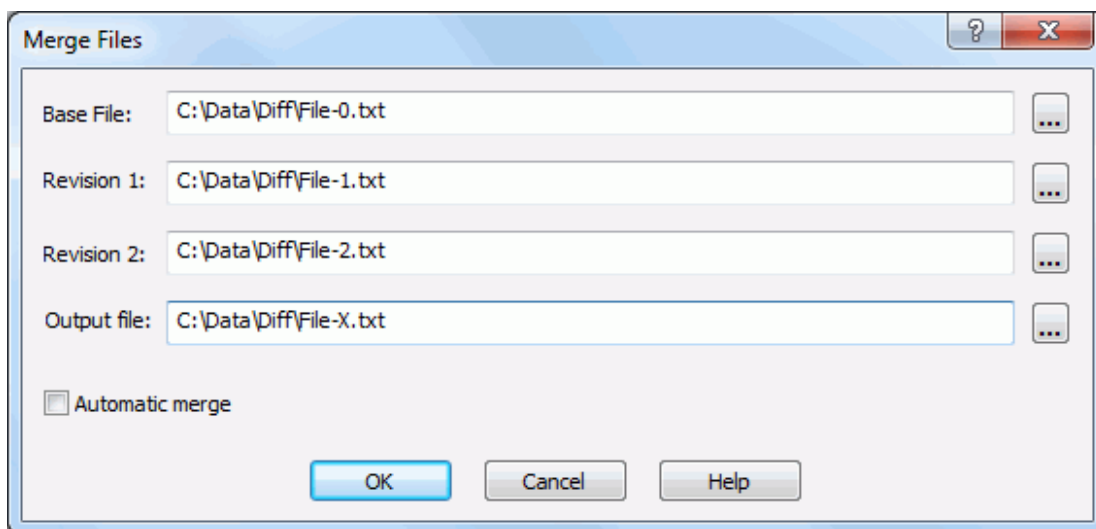 Merge Files
Base File: C:\Data\Diff\File-0.txt ...
Revision 1: C:\Data\Diff\File-1.txt ...
Revision 2: C:\Data\Diff\File-2.txt ...
Output file: C:\Data\Diff\File-X.txt ...
Automatic merge
OK Cancel Help